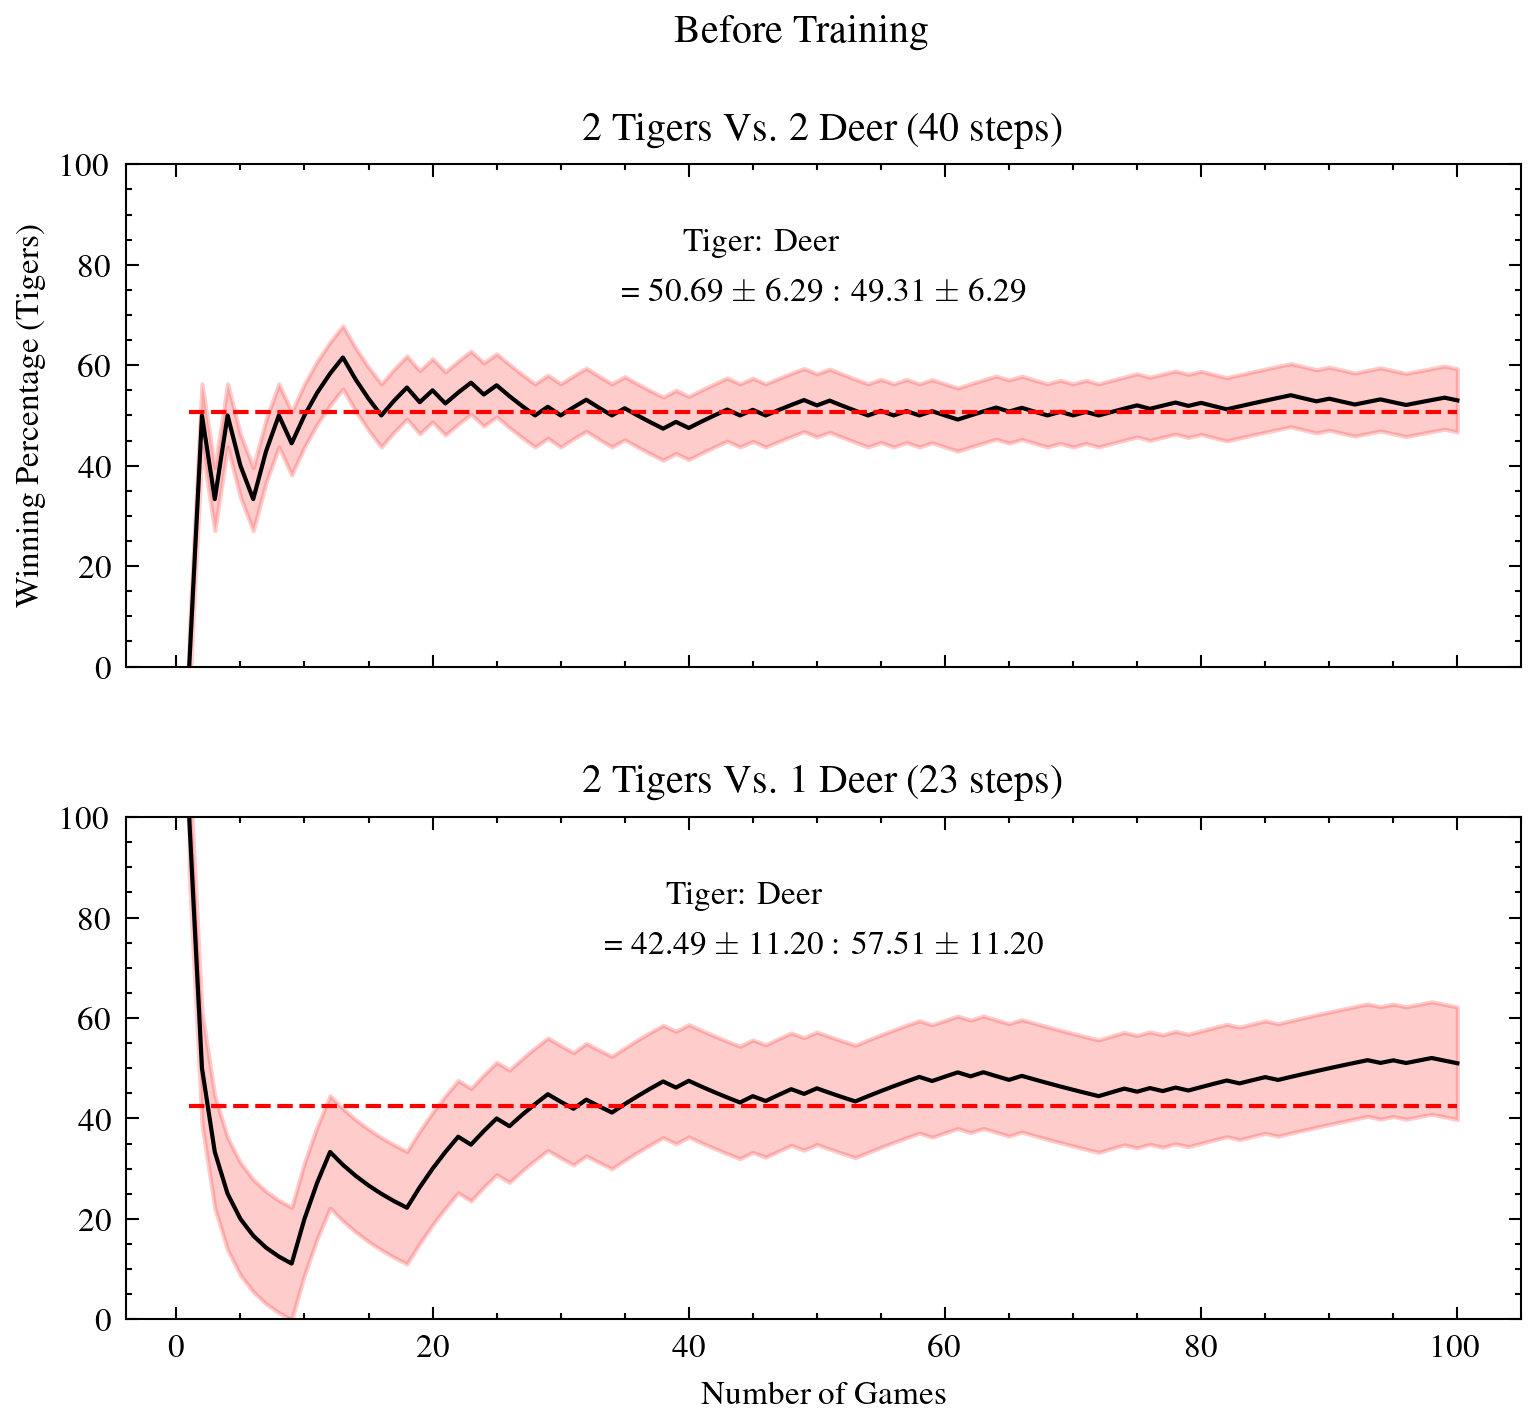 Before Training
2 Tigers Vs. 2 Deer (40 steps)
100
80
60
40
20
0
Winning Percentage (Tigers)
Tiger: Deer
= 50.69 ± 6.29 : 49.31 ± 6.29
2 Tigers Vs. 1 Deer (23 steps)
100
80
60
40
20
0
Tiger: Deer
= 42.49 ± 11.20 : 57.51 ± 11.20
0 20 40 60 80 100
Number of Games